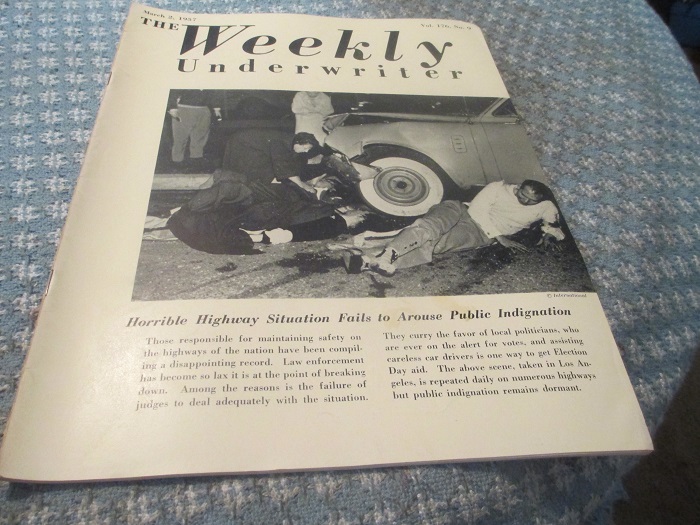 March 2, 1957
Vol. 176, No. 9
THE Weekly
Underwriter
© International
Horrible Highway Situation Fails to Arouse Public Indignation
Those responsible for maintaining safety on
the highways of the nation have been compil-
ing a disappointing record. Law enforcement
has become so lax it is at the point of breaking
down. Among the reasons is the failure of
judges to deal adequately with the situation.
They curry the favor of local politicians, who
are ever on the alert for votes, and assisting
careless car drivers is one way to get Election
Day aid. The above scene, taken in Los An-
geles, is repeated daily on numerous highways
but public indignation remains dormant.